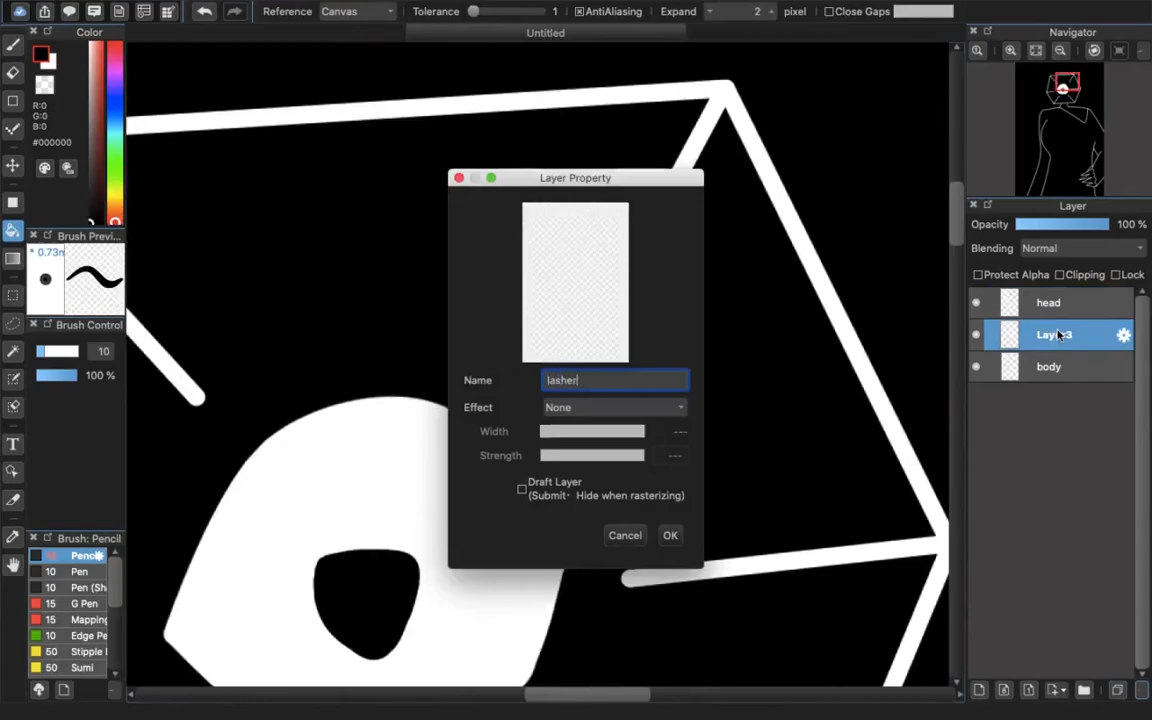 Reference Canvas Tolerance 1 AntiAliasing Expand 2 pixel Close Gaps
Untitled
Color
R:0
G:0
B:0
#000000
Brush Previ...
* 0.73m
Brush Control
10
100 %
Brush: Pencil
Penc
10 Pen
10 Pen (Sh
15 G Pen
15 Mapping
10 Edge Pe
50 Stipple
50 Sumi
Layer Property
Name lasher
Effect None
Width ---
Strength ---
Draft Layer
(Submit· Hide when rasterizing)
Cancel OK
Navigator
Layer
Opacity 100 %
Blending Normal
Protect Alpha Clipping Lock
head
Layer3
body